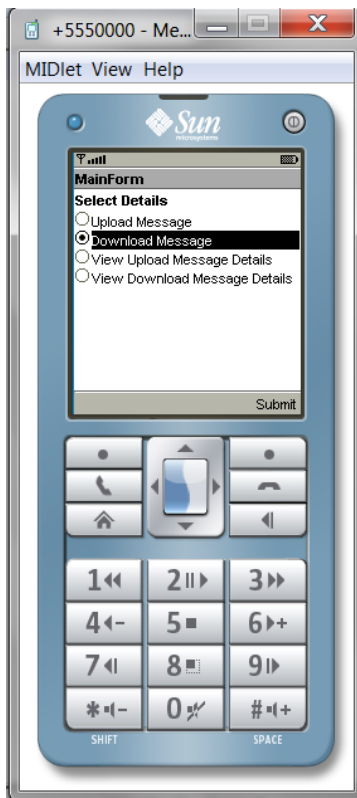 +5550000 - Me...
MIDlet View Help
Sun
microsystems
MainForm
Select Details
Upload Message
Download Message
View Upload Message Details
View Download Message Details
Submit
1 2 3
4 - 5 6 +
7 8 9
* - 0 # +
SHIFT SPACE